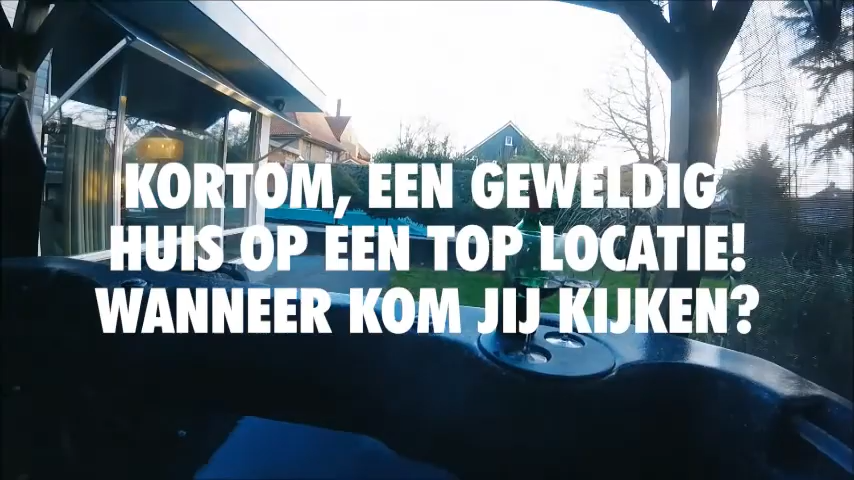 KORTOM, EEN GEWELDIG
HUIS OP EEN TOP LOCATIE!
WANNEER KOM JIJ KIJKEN?